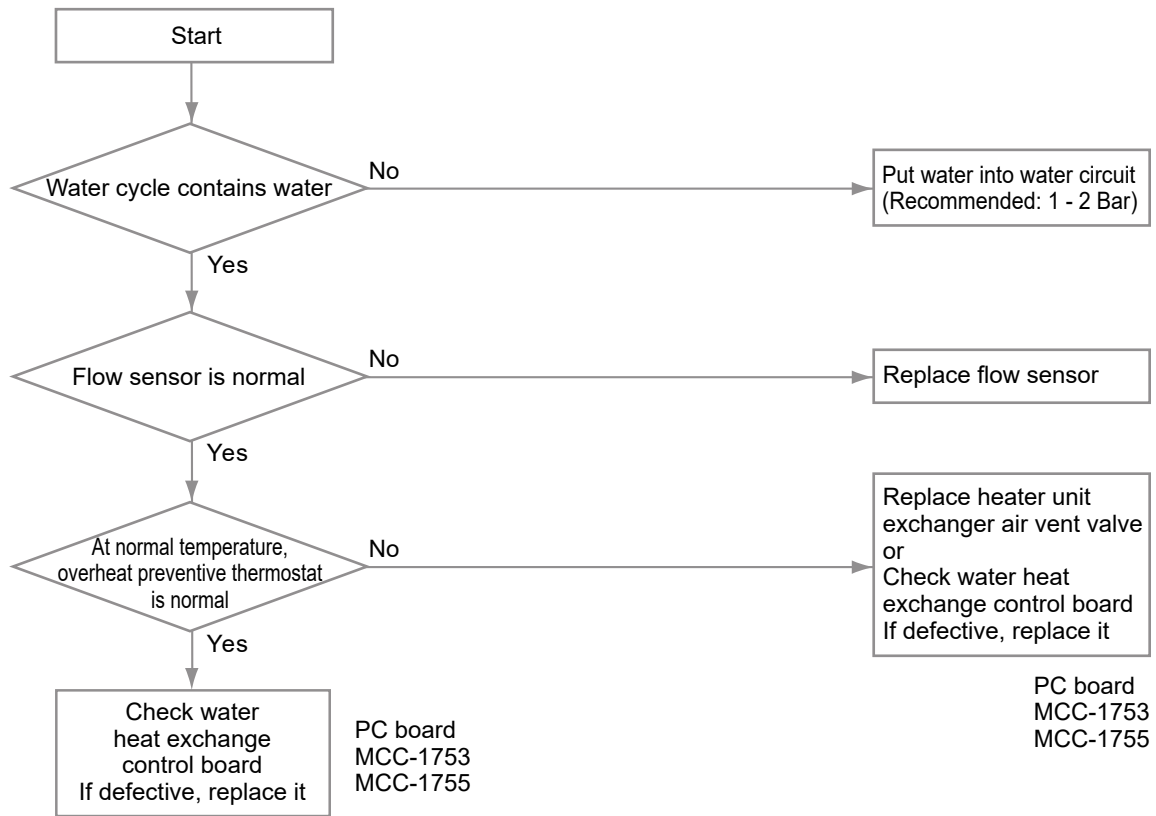 Start
Water cycle contains water
No
Put water into water circuit
(Recommended: 1 - 2 Bar)
Yes
Flow sensor is normal
No
Replace flow sensor
Yes
At normal temperature,
overheat preventive thermostat
is normal
No
Replace heater unit
exchanger air vent valve
or
Check water heat
exchange control board
If defective, replace it
PC board
MCC-1753
MCC-1755
Yes
Check water
heat exchange
control board
If defective, replace it
PC board
MCC-1753
MCC-1755